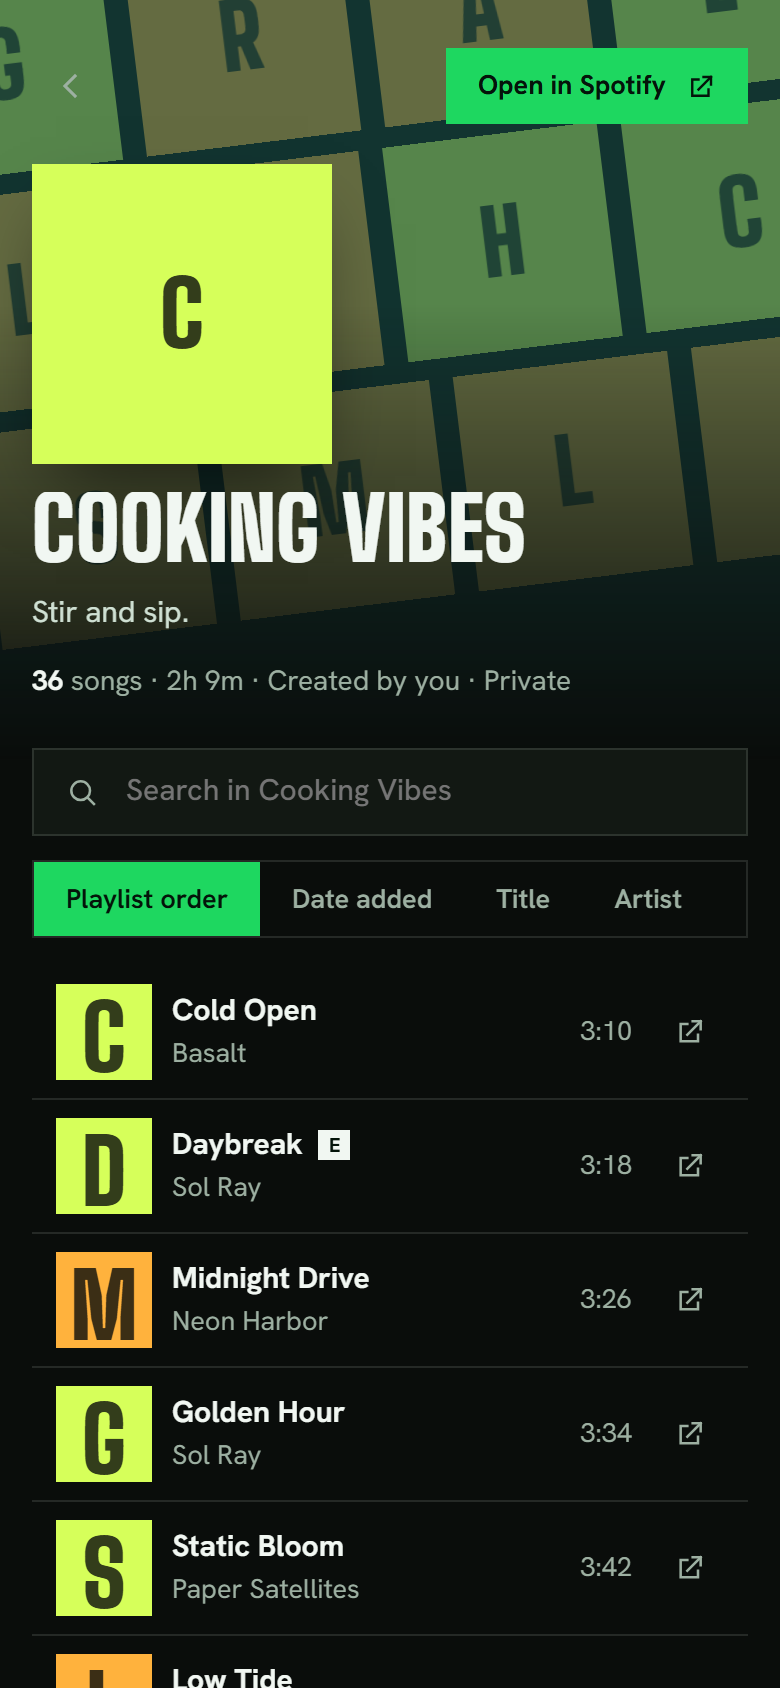 G R A
Open in Spotify
L C H C
S M L
COOKING VIBES
Stir and sip.
36 songs · 2h 9m · Created by you · Private
Search in Cooking Vibes
Playlist order Date added Title Artist
C Cold Open 3:10
Basalt
D Daybreak E 3:18
Sol Ray
M Midnight Drive 3:26
Neon Harbor
G Golden Hour 3:34
Sol Ray
S Static Bloom 3:42
Paper Satellites
Low Tide